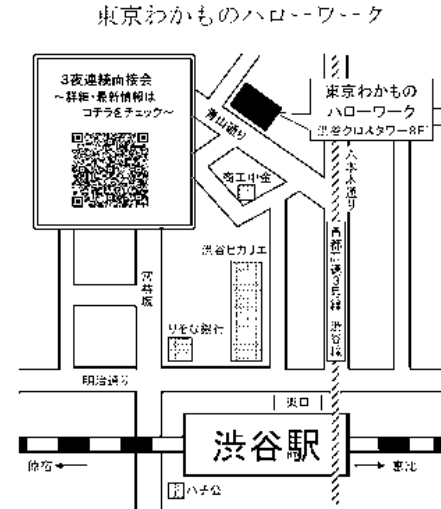 東京わかものハローワーク
3夜連続面接会
～詳細・最新情報は
コチラをチェック～
東京わかもの
ハローワーク
渋谷クロスタワー8F
青山通り
六本木通り
商工中金
渋谷ヒカリエ
首都高速3号線 渋谷線
宮益坂
りそな銀行
明治通り
東口
渋谷駅
原宿
恵比
ハチ公